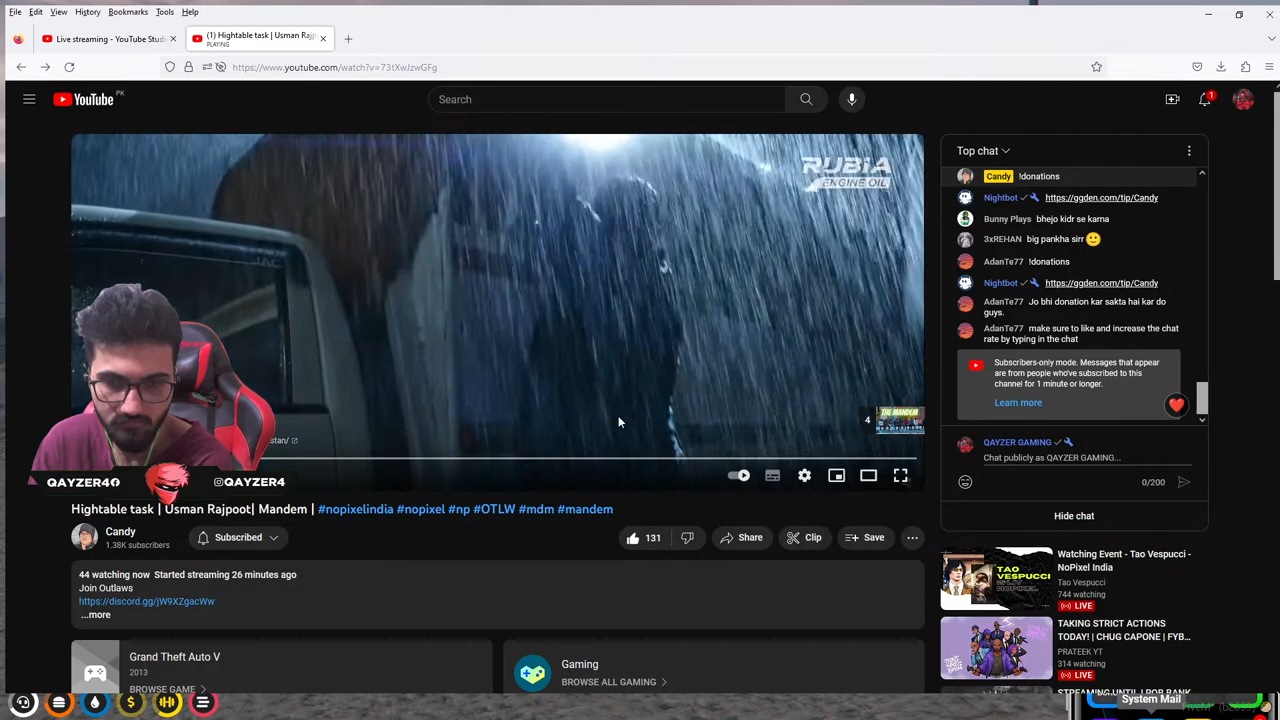 File Edit View History Bookmarks Tools Help
Live streaming - YouTube Studi
(1) Hightable task | Usman Rajp
PLAYING
https://www.youtube.com/watch?v=73tXwJzwGFg
YouTube PK
Search
1
RUBIA
ENGINE OIL
JAC
stan/
4
THE MANDEM
QAYZER4
QAYZER4
Hightable task | Usman Rajpoot| Mandem | #nopixelindia #nopixel #np #OTLW #mdm #mandem
Candy
1.38K subscribers
Subscribed
131
Share
Clip
Save
44 watching now Started streaming 26 minutes ago
Join Outlaws
https://discord.gg/jW9XZgacWw
...more
Grand Theft Auto V
2013
BROWSE GAME
Gaming
BROWSE ALL GAMING
Top chat
Candy !donations
Nightbot https://ggden.com/tip/Candy
Bunny Plays bhejo kidr se karna
3xREHAN big pankha sirr
AdanTe77 !donations
Nightbot https://ggden.com/tip/Candy
AdanTe77 Jo bhi donation kar sakta hai kar do
guys.
AdanTe77 make sure to like and increase the chat
rate by typing in the chat
Subscribers-only mode. Messages that appear
are from people who've subscribed to this
channel for 1 minute or longer.
Learn more
QAYZER GAMING
Chat publicly as QAYZER GAMING...
0/200
Hide chat
Watching Event - Tao Vespucci -
NoPixel India
Tao Vespucci
744 watching
LIVE
TAKING STRICT ACTIONS
TODAY! | CHUG CAPONE | FYB...
PRATEEK YT
314 watching
LIVE
System Mail